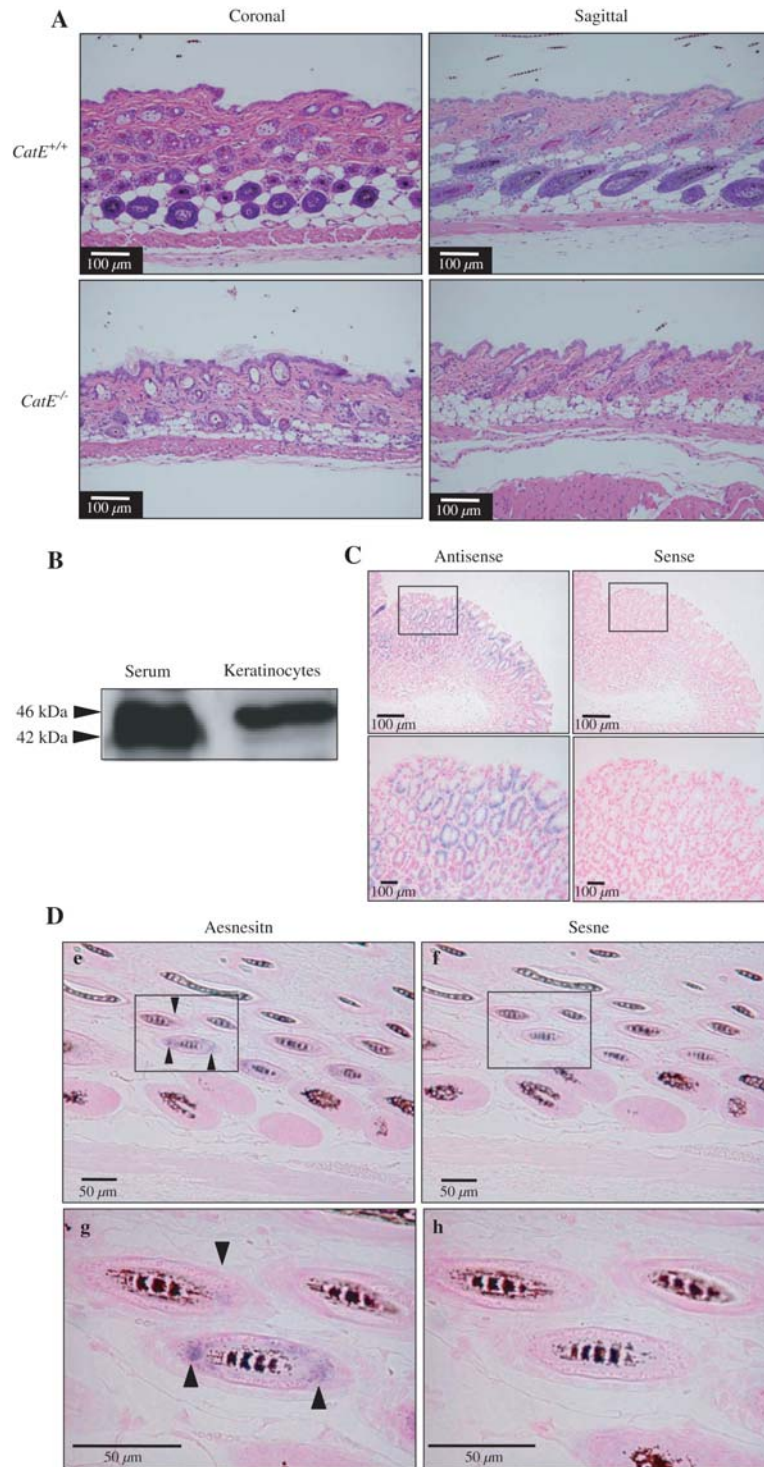 A
Coronal
Sagittal
CatE+/+
100 μm
100 μm
CatE-/-
100 μm
100 μm
B
Serum
Keratinocytes
46 kDa
42 kDa
C
Antisense
Sense
100 μm
100 μm
100 μm
100 μm
D
Aesnesitn
Sesne
e
f
50 μm
50 μm
g
h
50 μm
50 μm